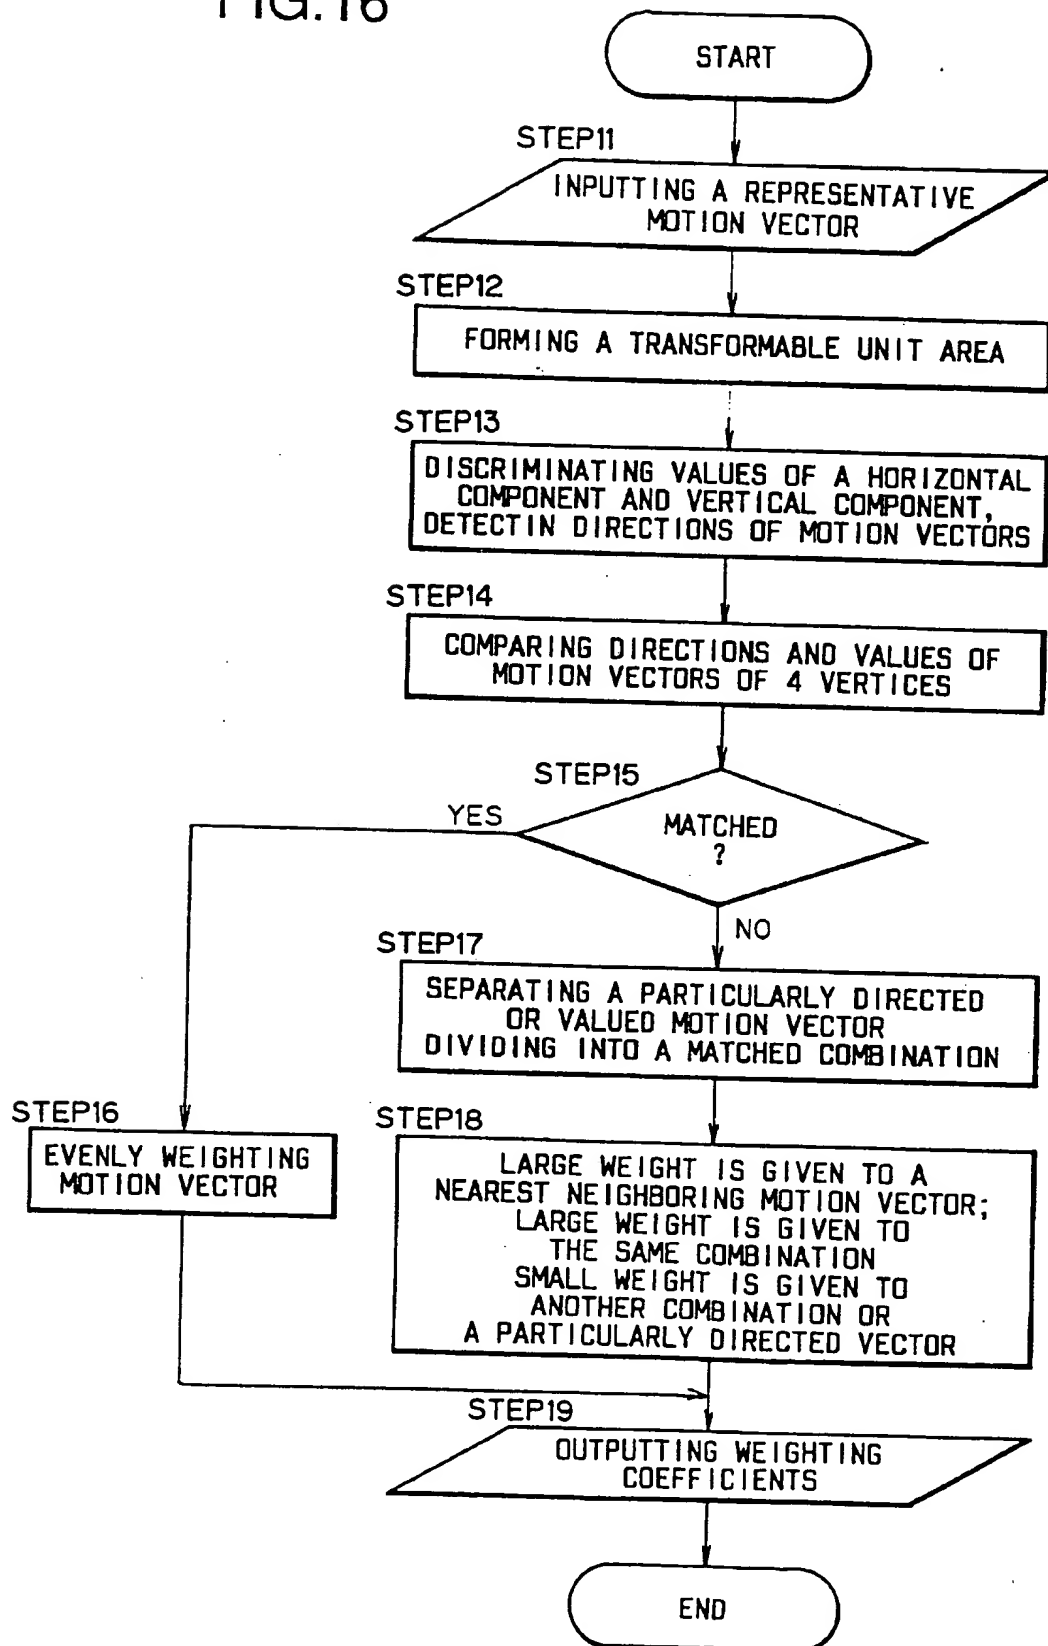 FIG.16
START
STEP11
INPUTTING A REPRESENTATIVE
MOTION VECTOR
STEP12
FORMING A TRANSFORMABLE UNIT AREA
STEP13
DISCRIMINATING VALUES OF A HORIZONTAL
COMPONENT AND VERTICAL COMPONENT,
DETECTIN DIRECTIONS OF MOTION VECTORS
STEP14
COMPARING DIRECTIONS AND VALUES OF
MOTION VECTORS OF 4 VERTICES
STEP15
YES
MATCHED
?
NO
STEP17
SEPARATING A PARTICULARLY DIRECTED
OR VALUED MOTION VECTOR
DIVIDING INTO A MATCHED COMBINATION
STEP16
EVENLY WEIGHTING
MOTION VECTOR
STEP18
LARGE WEIGHT IS GIVEN TO A
NEAREST NEIGHBORING MOTION VECTOR;
LARGE WEIGHT IS GIVEN TO
THE SAME COMBINATION
SMALL WEIGHT IS GIVEN TO
ANOTHER COMBINATION OR
A PARTICULARLY DIRECTED VECTOR
STEP19
OUTPUTTING WEIGHTING
COEFFICIENTS
END